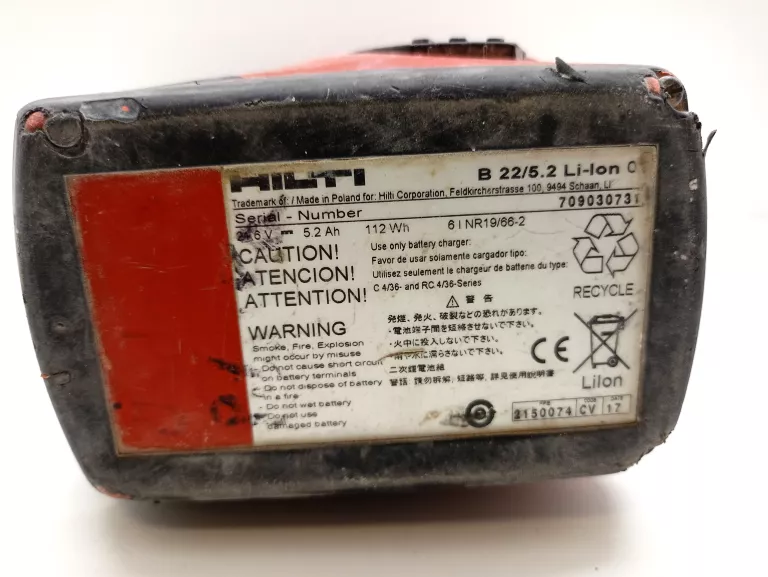 HILTI
B 22/5.2 Li-Ion
Trademark of: / Made in Poland for: Hilti Corporation, Feldkircherstrasse 100, 9494 Schaan, LI
Serial - Number
70903073
V 5.2 Ah 112 Wh 6 I NR19/66-2
CAUTION!
ATENCION!
ATTENTION!
Use only battery charger:
Favor de usar solamente cargador tipo:
Utilisez seulement le chargeur de batterie du type:
C 4/36- and RC 4/36-Series
RECYCLE
WARNING
Smoke, Fire, Explosion
might occur by misuse
- Do not cause short circuit
on battery terminals
- Do not dispose of battery
in a fire
- Do not wet battery
- Do not use
damaged battery
⚠ 警 告
発煙、発火、破裂などの恐れがあります。
・電池端子間を短絡させないで下さい。
・火中に投入しないで下さい。
・雨や水に濡らさないで下さい。
二次鋰電池組
警語: 請勿拆解, 短路等, 詳見使用說明書
CE
LiIon
2150074 CV 17